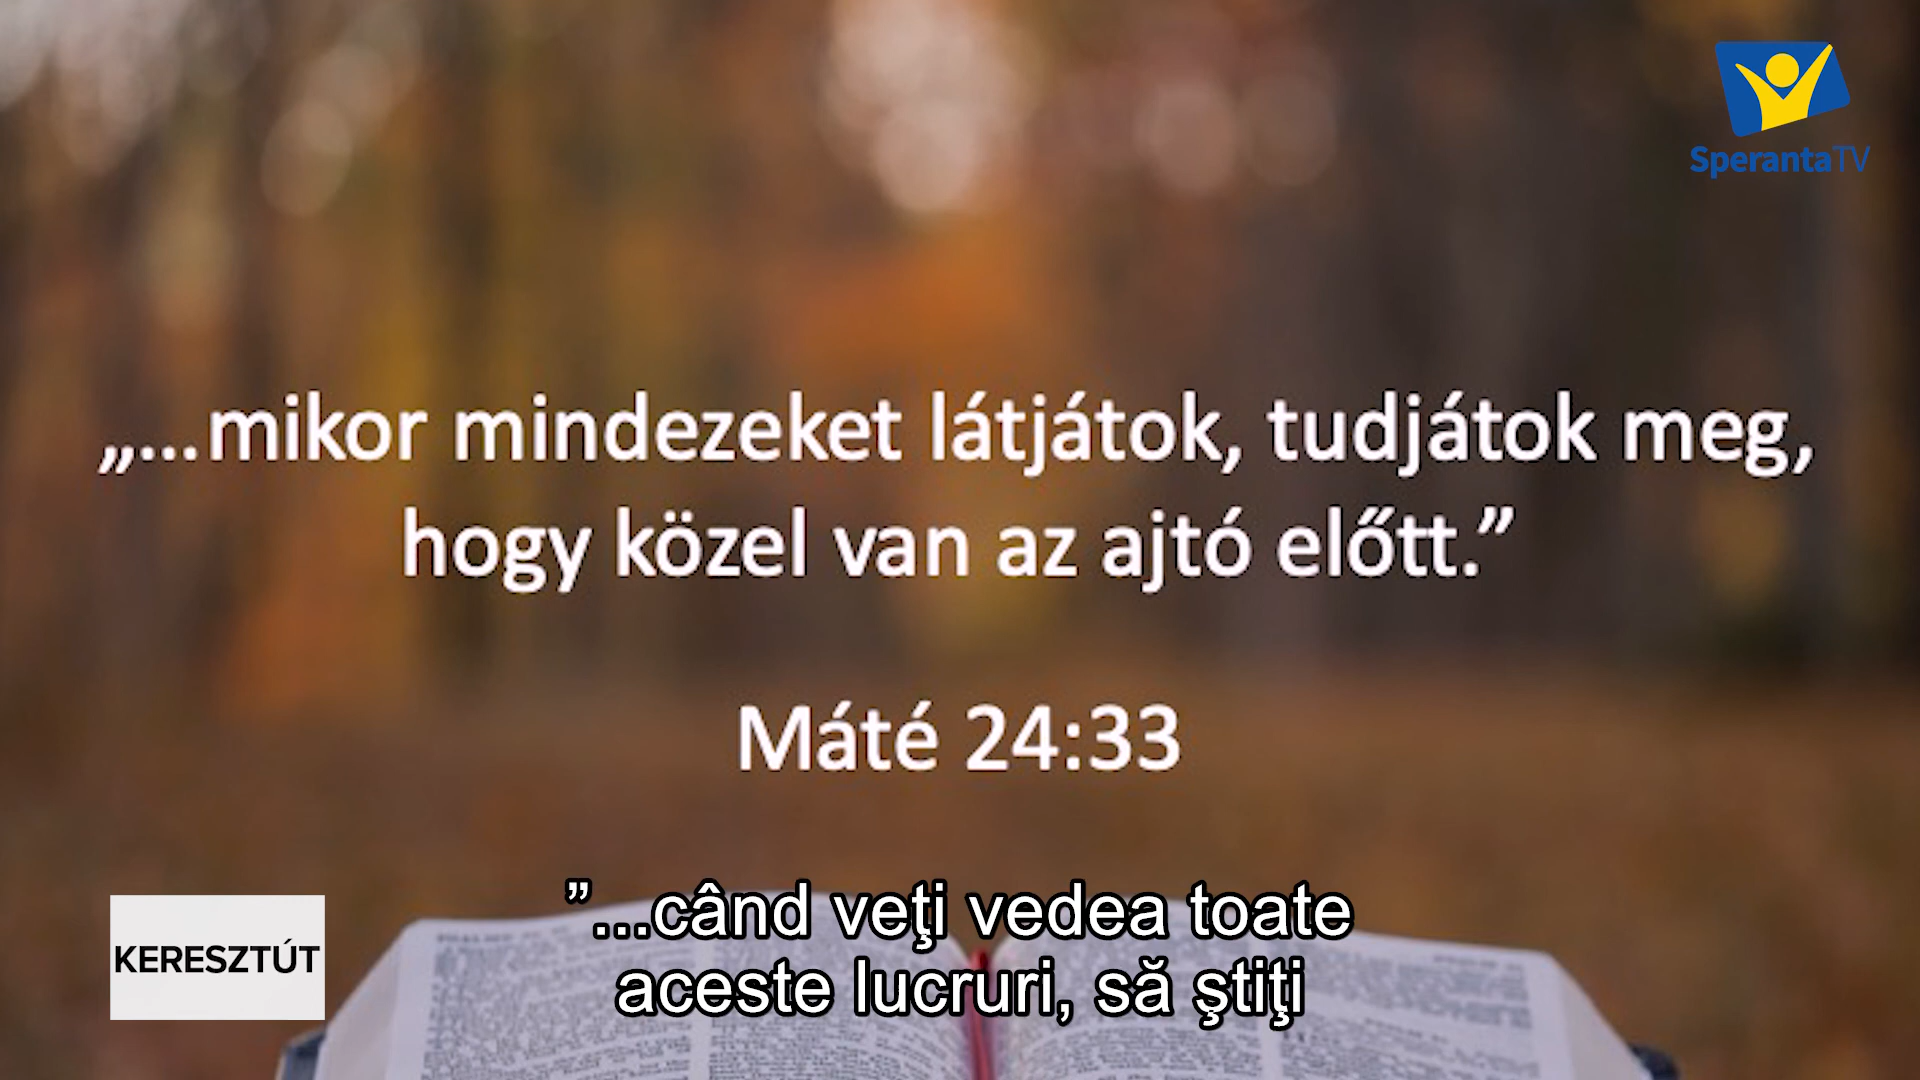 SperantaTV
„...mikor mindezeket látjátok, tudjátok meg,
hogy közel van az ajtó előtt.”
Máté 24:33
KERESZTÚT
”...când veţi vedea toate
aceste lucruri, să ştiţi